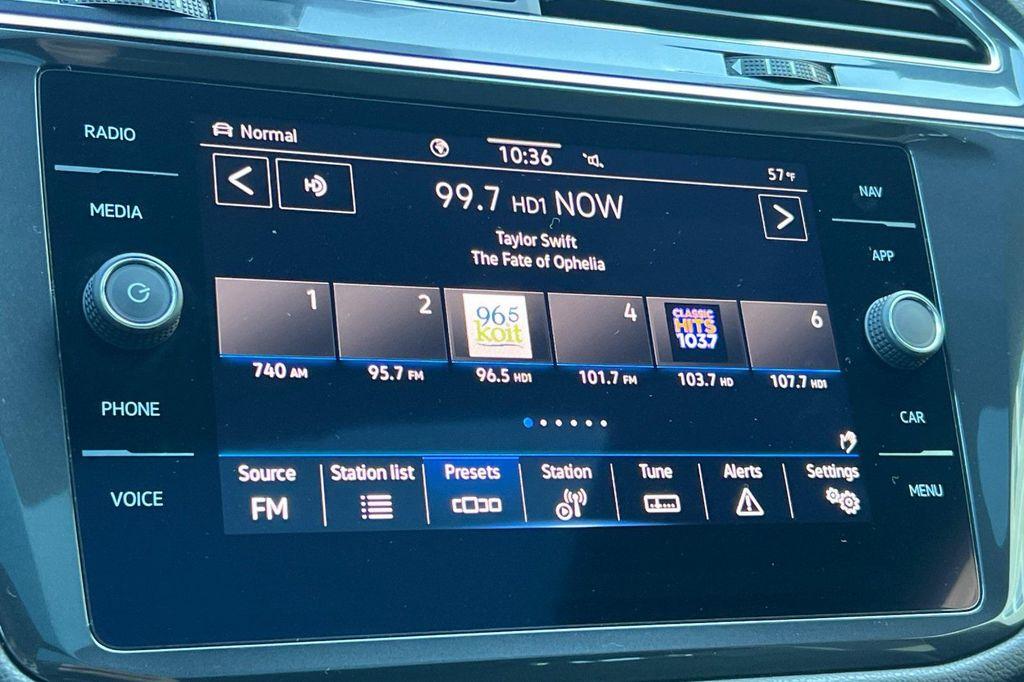 RADIO
MEDIA
PHONE
VOICE
Normal
10:36
57°F
<
HD
99.7 HD1 NOW
>
Taylor Swift
The Fate of Ophelia
1
2
96.5
koit
4
CLASSIC
HITS
103.7
6
740 AM
95.7 FM
96.5 HD1
101.7 FM
103.7 HD
107.7 HD1
Source
FM
Station list
Presets
Station
Tune
Alerts
Settings
NAV
APP
CAR
MENU